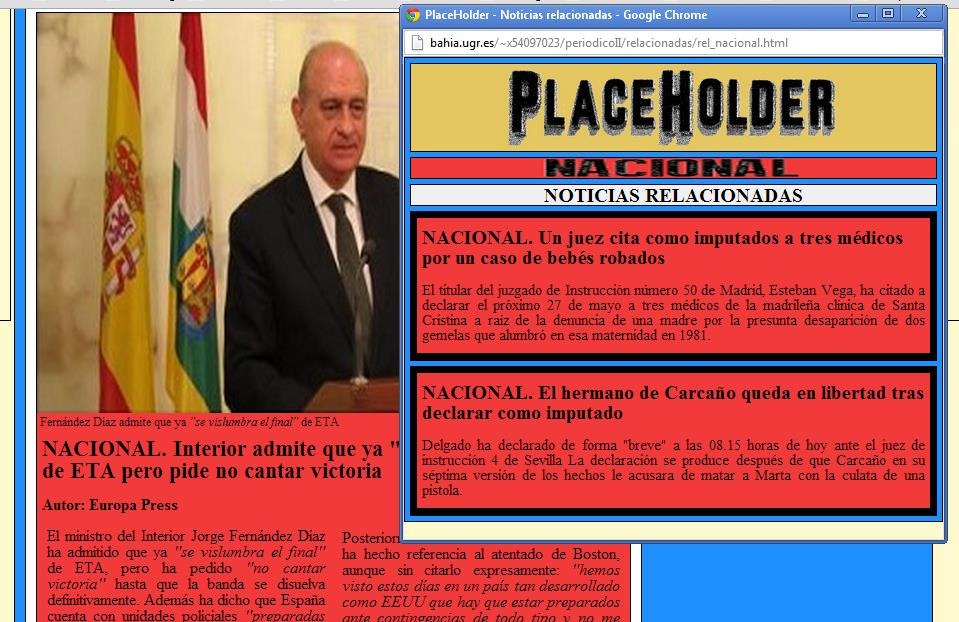 PlaceHolder - Noticias relacionadas - Google Chrome
bahia.ugr.es/~x54097023/periodicoII/relacionadas/rel_nacional.html
PLACEHOLDER
NACIONAL
NOTICIAS RELACIONADAS
NACIONAL. Un juez cita como imputados a tres médicos
por un caso de bebés robados
El titular del juzgado de Instrucción número 50 de Madrid, Esteban Vega, ha citado a
declarar el próximo 27 de mayo a tres médicos de la madrileña clínica de Santa
Cristina a raíz de la denuncia de una madre por la presunta desaparición de dos
gemelas que alumbró en esa maternidad en 1981.
NACIONAL. El hermano de Carcaño queda en libertad tras
declarar como imputado
Delgado ha declarado de forma "breve" a las 08.15 horas de hoy ante el juez de
instrucción 4 de Sevilla La declaración se produce después de que Carcaño en su
séptima versión de los hechos le acusara de matar a Marta con la culata de una
pistola.
Fernández Diaz admite que ya "se vislumbra el final" de ETA
NACIONAL. Interior admite que ya "
de ETA pero pide no cantar victoria
Autor: Europa Press
El ministro del Interior Jorge Fernández Díaz
ha admitido que ya "se vislumbra el final"
de ETA, pero ha pedido "no cantar
victoria" hasta que la banda se disuelva
definitivamente. Además ha dicho que España
cuenta con unidades policiales "preparadas
ha hecho referencia al atentado de Boston,
aunque sin citarlo expresamente: "hemos
visto estos días en un país tan desarrollado
como EEUU que hay que estar preparados
ante contingencias de todo tipo y no me